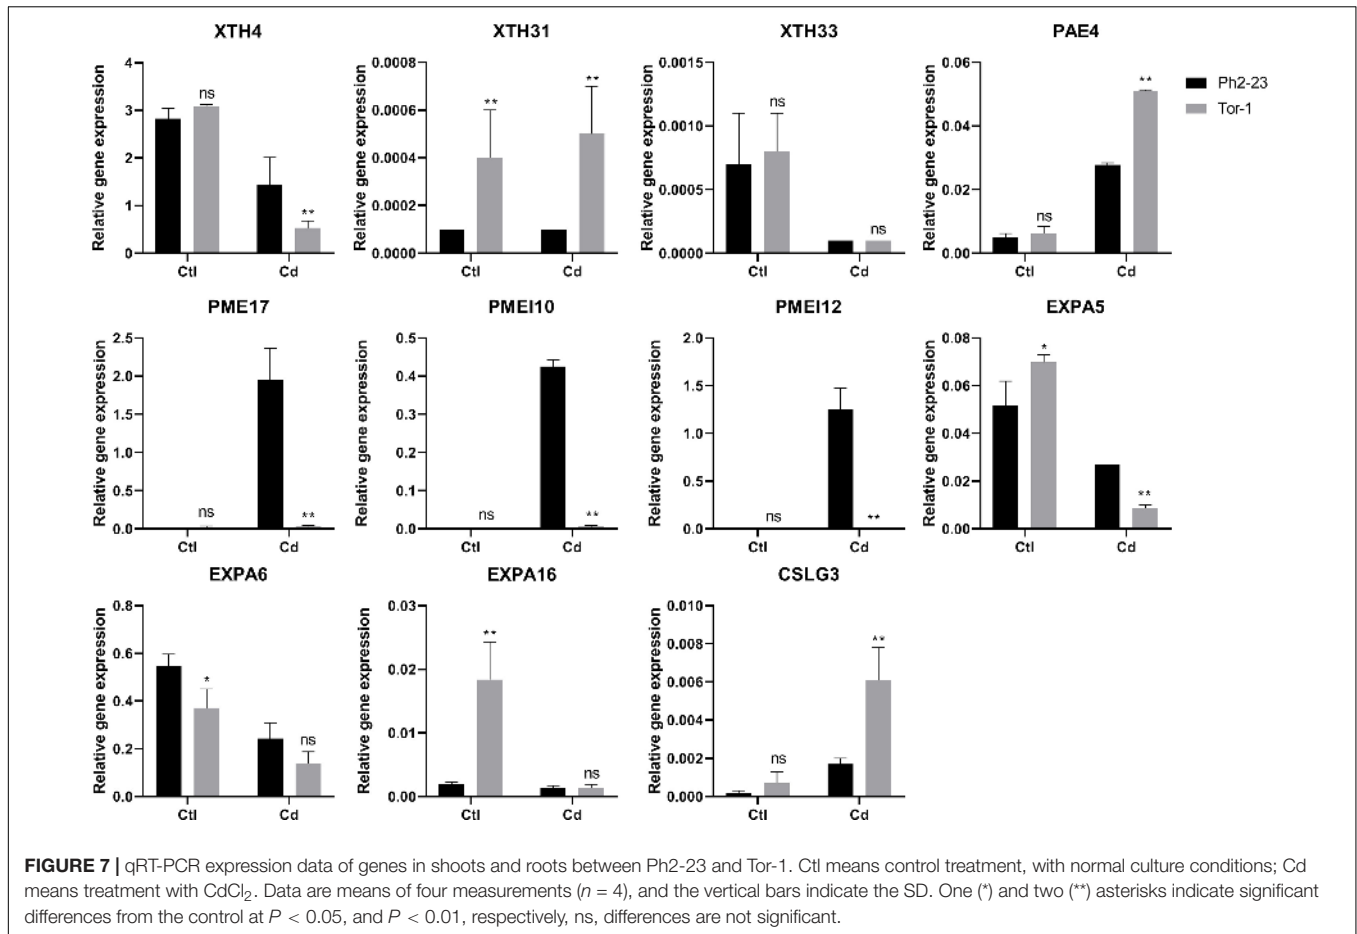 XTH4
XTH31
XTH33
PAE4
Relative gene expression
4
3
2
1
0
ns
**
Ctl
Cd
Relative gene expression
0.0008
0.0006
0.0004
0.0002
0.0000
**
**
Ctl
Cd
Relative gene expression
0.0015
0.0010
0.0005
0.0000
ns
ns
Ctl
Cd
Relative gene expression
0.06
0.04
0.02
0.00
ns
**
Ctl
Cd
Ph2-23
Tor-1
PME17
PMEI10
PMEI12
EXPA5
Relative gene expression
2.5
2.0
1.5
1.0
0.5
0.0
ns
**
Ctl
Cd
Relative gene expression
0.5
0.4
0.3
0.2
0.1
0.0
ns
**
Ctl
Cd
Relative gene expression
2.0
1.5
1.0
0.5
0.0
ns
**
Ctl
Cd
Relative gene expression
0.08
0.06
0.04
0.02
0.00
*
**
Ctl
Cd
EXPA6
EXPA16
CSLG3
Relative gene expression
0.8
0.6
0.4
0.2
0.0
*
ns
Ctl
Cd
Relative gene expression
0.03
0.02
0.01
0.00
**
ns
Ctl
Cd
Relative gene expression
0.010
0.008
0.006
0.004
0.002
0.000
ns
**
Ctl
Cd
FIGURE 7 | qRT-PCR expression data of genes in shoots and roots between Ph2-23 and Tor-1. Ctl means control treatment, with normal culture conditions; Cd
means treatment with CdCl₂. Data are means of four measurements (n = 4), and the vertical bars indicate the SD. One (*) and two (**) asterisks indicate significant
differences from the control at P < 0.05, and P < 0.01, respectively, ns, differences are not significant.